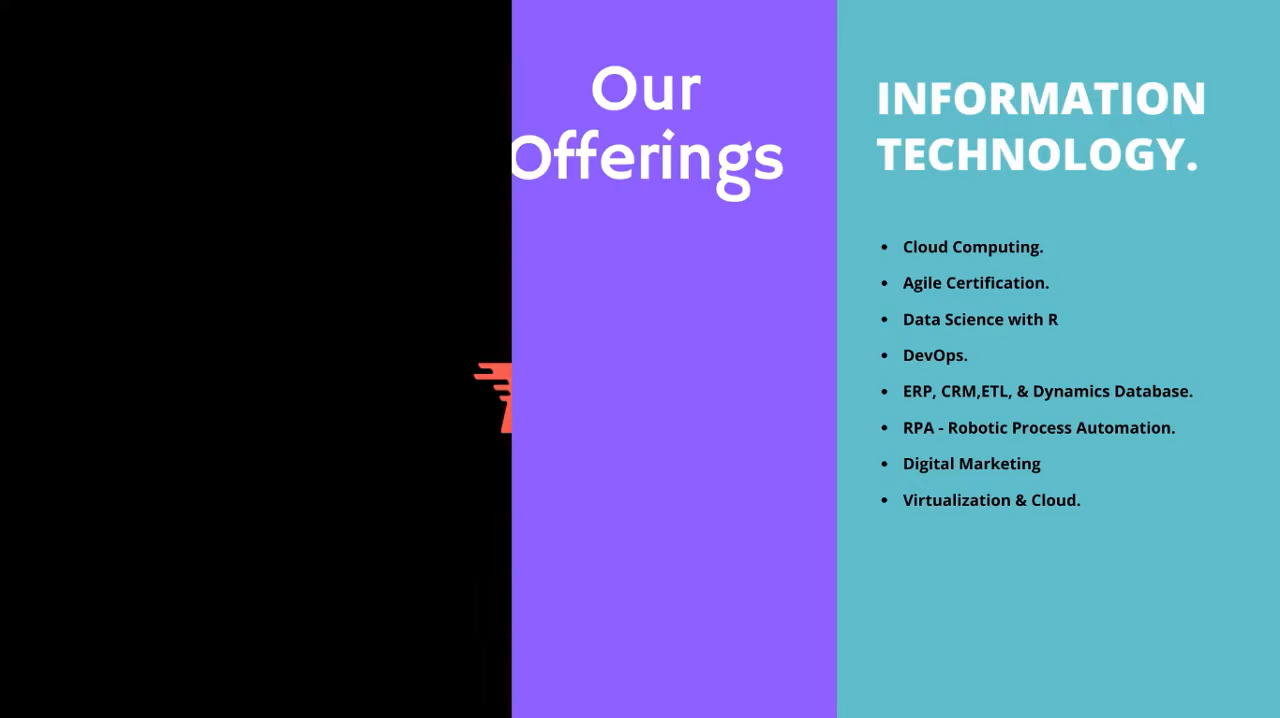 Our
Offerings
INFORMATION
TECHNOLOGY.
• Cloud Computing.
• Agile Certification.
• Data Science with R
• DevOps.
• ERP, CRM,ETL, & Dynamics Database.
• RPA - Robotic Process Automation.
• Digital Marketing
• Virtualization & Cloud.